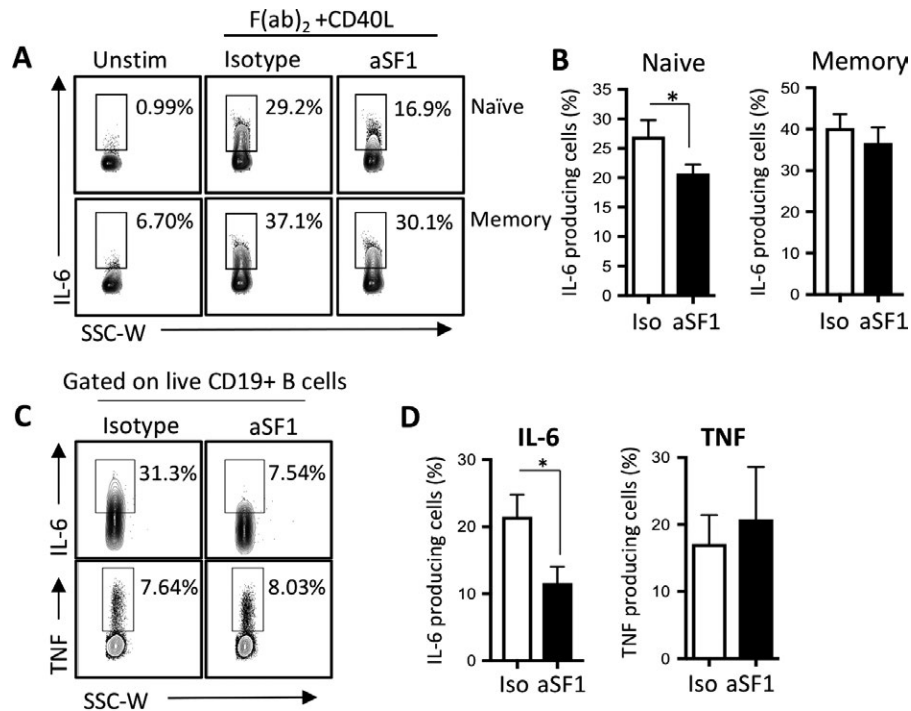 F(ab)₂ +CD40L
A
Unstim
Isotype
aSF1
0.99%
29.2%
16.9%
Naïve
6.70%
37.1%
30.1%
Memory
IL-6
SSC-W
B
Naive
IL-6 producing cells (%)
35
30
25
20
15
10
5
0
*
Iso aSF1
Memory
IL-6 producing cells (%)
50
40
30
20
10
0
Iso aSF1
Gated on live CD19+ B cells
C
Isotype
aSF1
31.3%
7.54%
IL-6
7.64%
8.03%
TNF
SSC-W
D
IL-6
IL-6 producing cells (%)
30
20
10
0
*
Iso aSF1
TNF
TNF producing cells (%)
30
20
10
0
Iso aSF1